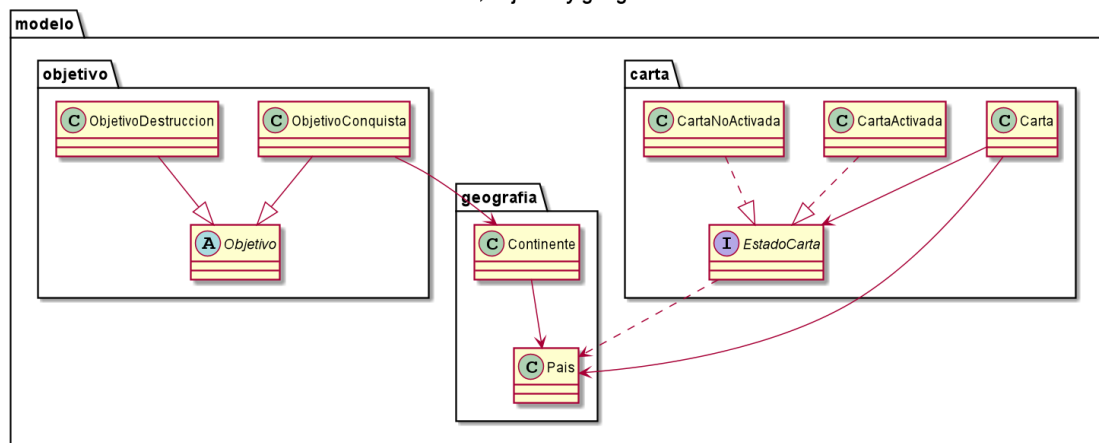 modelo
objetivo
carta
C ObjetivoDestruccion
C ObjetivoConquista
C CartaNoActivada
C CartaActivada
C Carta
geografia
A Objetivo
C Continente
I EstadoCarta
C Pais